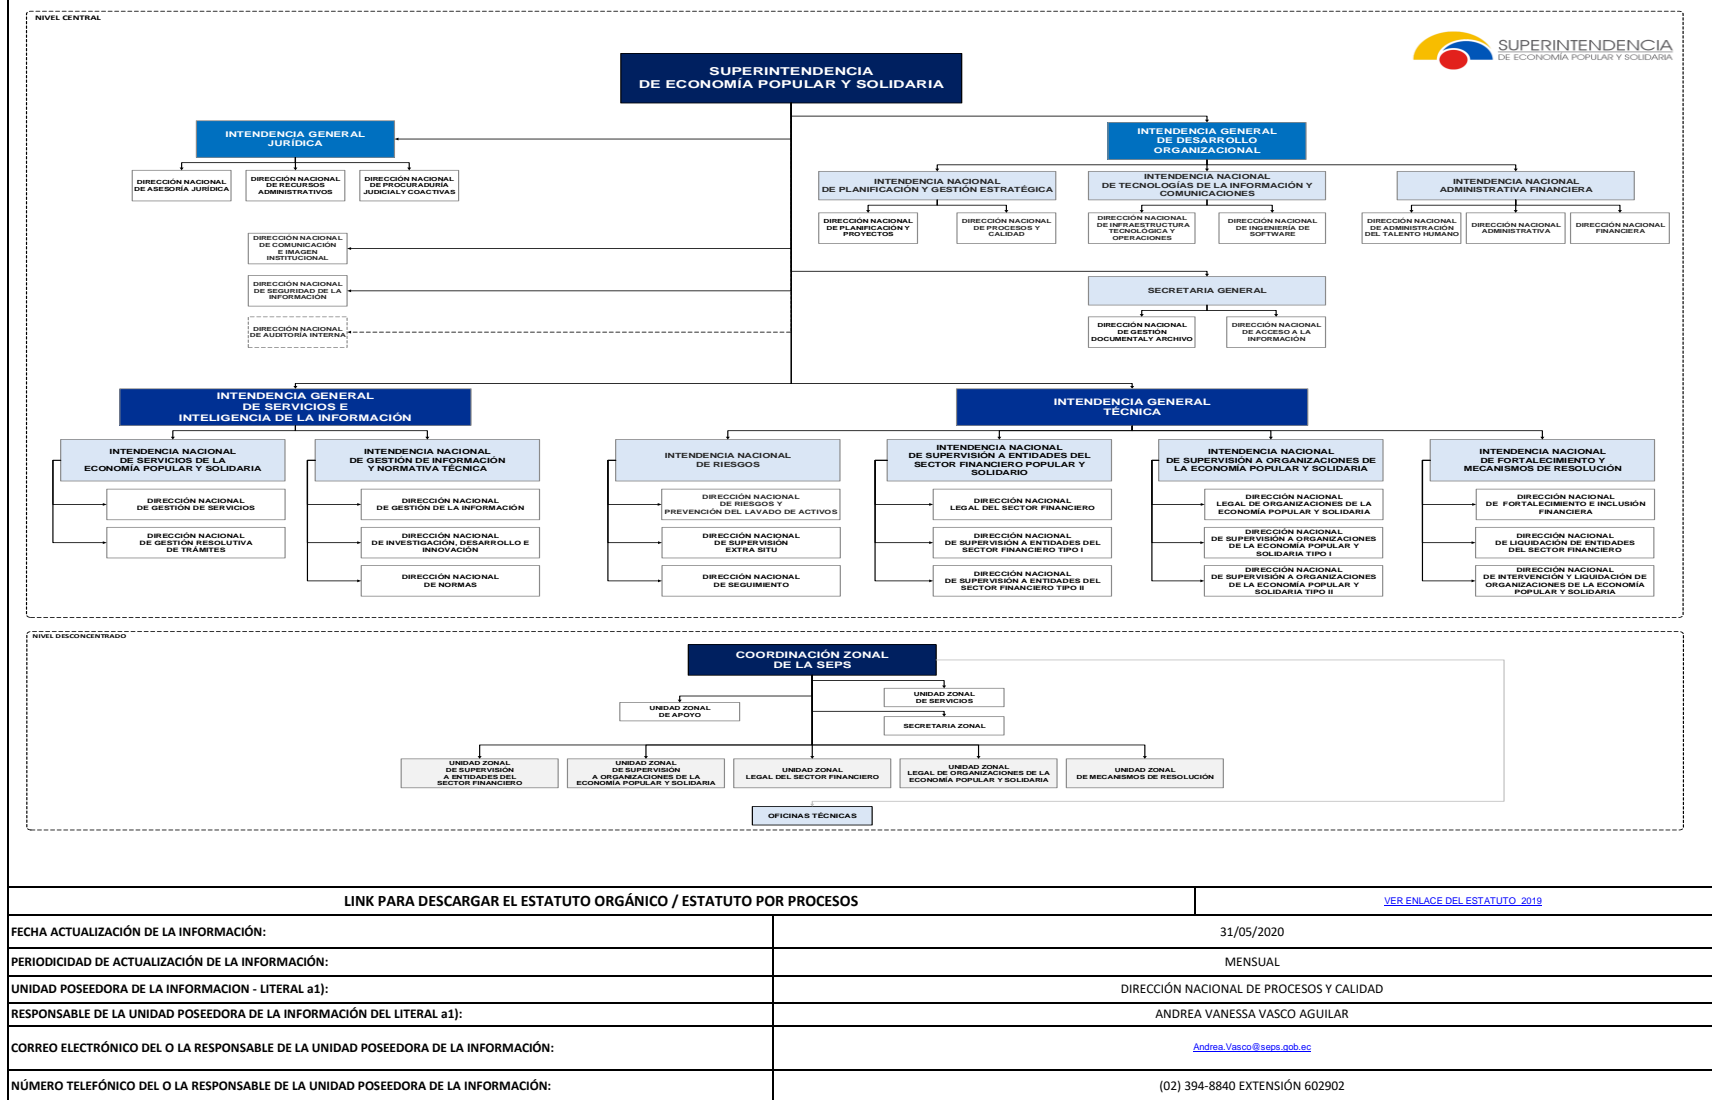 NIVEL CENTRAL
SUPERINTENDENCIA
DE ECONOMÍA POPULAR Y SOLIDARIA
SUPERINTENDENCIA
DE ECONOMÍA POPULAR Y SOLIDARIA
INTENDENCIA GENERAL
JURÍDICA
INTENDENCIA GENERAL
DE DESARROLLO
ORGANIZACIONAL
DIRECCIÓN NACIONAL
DE ASESORÍA JURÍDICA
DIRECCIÓN NACIONAL
DE RECURSOS
ADMINISTRATIVOS
DIRECCIÓN NACIONAL
DE PROCURADURÍA
JUDICIAL Y COACTIVAS
INTENDENCIA NACIONAL
DE PLANIFICACIÓN Y GESTIÓN ESTRATÉGICA
INTENDENCIA NACIONAL
DE TECNOLOGÍAS DE LA INFORMACIÓN Y
COMUNICACIONES
INTENDENCIA NACIONAL
ADMINISTRATIVA FINANCIERA
DIRECCIÓN NACIONAL
DE PLANIFICACIÓN Y
PROYECTOS
DIRECCIÓN NACIONAL
DE PROCESOS Y
CALIDAD
DIRECCIÓN NACIONAL
DE INFRAESTRUCTURA
TECNOLÓGICA Y
OPERACIONES
DIRECCIÓN NACIONAL
DE INGENIERÍA DE
SOFTWARE
DIRECCIÓN NACIONAL
DE ADMINISTRACIÓN
DEL TALENTO HUMANO
DIRECCIÓN NACIONAL
ADMINISTRATIVA
DIRECCIÓN NACIONAL
FINANCIERA
DIRECCIÓN NACIONAL
DE COMUNICACIÓN
E IMAGEN
INSTITUCIONAL
DIRECCIÓN NACIONAL
DE SEGURIDAD DE LA
INFORMACIÓN
DIRECCIÓN NACIONAL
DE AUDITORÍA INTERNA
SECRETARIA GENERAL
DIRECCIÓN NACIONAL
DE GESTIÓN
DOCUMENTAL Y ARCHIVO
DIRECCIÓN NACIONAL
DE ACCESO A LA
INFORMACIÓN
INTENDENCIA GENERAL
DE SERVICIOS E
INTELIGENCIA DE LA INFORMACIÓN
INTENDENCIA GENERAL
TÉCNICA
INTENDENCIA NACIONAL
DE SERVICIOS DE LA
ECONOMÍA POPULAR Y SOLIDARIA
INTENDENCIA NACIONAL
DE GESTIÓN DE INFORMACIÓN
Y NORMATIVA TÉCNICA
INTENDENCIA NACIONAL
DE RIESGOS
INTENDENCIA NACIONAL
DE SUPERVISIÓN A ENTIDADES DEL
SECTOR FINANCIERO POPULAR Y
SOLIDARIO
INTENDENCIA NACIONAL
DE SUPERVISIÓN A ORGANIZACIONES DE
LA ECONOMÍA POPULAR Y SOLIDARIA
INTENDENCIA NACIONAL
DE FORTALECIMIENTO Y
MECANISMOS DE RESOLUCIÓN
DIRECCIÓN NACIONAL
DE GESTIÓN DE SERVICIOS
DIRECCIÓN NACIONAL
DE GESTIÓN DE LA INFORMACIÓN
DIRECCIÓN NACIONAL
DE RIESGOS Y
PREVENCIÓN DEL LAVADO DE ACTIVOS
DIRECCIÓN NACIONAL
LEGAL DEL SECTOR FINANCIERO
DIRECCIÓN NACIONAL
LEGAL DE ORGANIZACIONES DE LA
ECONOMÍA POPULAR Y SOLIDARIA
DIRECCIÓN NACIONAL
DE FORTALECIMIENTO E INCLUSIÓN
FINANCIERA
DIRECCIÓN NACIONAL
DE GESTIÓN RESOLUTIVA
DE TRÁMITES
DIRECCIÓN NACIONAL
DE INVESTIGACIÓN, DESARROLLO E
INNOVACIÓN
DIRECCIÓN NACIONAL
DE SUPERVISIÓN
EXTRA SITU
DIRECCIÓN NACIONAL
DE SUPERVISIÓN A ENTIDADES DEL
SECTOR FINANCIERO TIPO I
DIRECCIÓN NACIONAL
DE SUPERVISIÓN A ORGANIZACIONES
DE LA ECONOMÍA POPULAR Y
SOLIDARIA TIPO I
DIRECCIÓN NACIONAL
DE LIQUIDACIÓN DE ENTIDADES
DEL SECTOR FINANCIERO
DIRECCIÓN NACIONAL
DE NORMAS
DIRECCIÓN NACIONAL
DE SEGUIMIENTO
DIRECCIÓN NACIONAL
DE SUPERVISIÓN A ENTIDADES DEL
SECTOR FINANCIERO TIPO II
DIRECCIÓN NACIONAL
DE SUPERVISIÓN A ORGANIZACIONES
DE LA ECONOMÍA POPULAR Y
SOLIDARIA TIPO II
DIRECCIÓN NACIONAL
DE INTERVENCIÓN Y LIQUIDACIÓN DE
ORGANIZACIONES DE LA ECONOMÍA
POPULAR Y SOLIDARIA
NIVEL DESCONCENTRADO
COORDINACIÓN ZONAL
DE LA SEPS
UNIDAD ZONAL
DE SERVICIOS
UNIDAD ZONAL
DE APOYO
SECRETARIA ZONAL
UNIDAD ZONAL
DE SUPERVISIÓN
A ENTIDADES DEL
SECTOR FINANCIERO
UNIDAD ZONAL
DE SUPERVISIÓN
A ORGANIZACIONES DE LA
ECONOMÍA POPULAR Y SOLIDARIA
UNIDAD ZONAL
LEGAL DEL SECTOR FINANCIERO
UNIDAD ZONAL
LEGAL DE ORGANIZACIONES DE LA
ECONOMÍA POPULAR Y SOLIDARIA
UNIDAD ZONAL
DE MECANISMOS DE RESOLUCIÓN
OFICINAS TÉCNICAS
LINK PARA DESCARGAR EL ESTATUTO ORGÁNICO / ESTATUTO POR PROCESOS
VER ENLACE DEL ESTATUTO 2019
FECHA ACTUALIZACIÓN DE LA INFORMACIÓN:
31/05/2020
PERIODICIDAD DE ACTUALIZACIÓN DE LA INFORMACIÓN:
MENSUAL
UNIDAD POSEEDORA DE LA INFORMACION - LITERAL a1):
DIRECCIÓN NACIONAL DE PROCESOS Y CALIDAD
RESPONSABLE DE LA UNIDAD POSEEDORA DE LA INFORMACIÓN DEL LITERAL a1):
ANDREA VANESSA VASCO AGUILAR
CORREO ELECTRÓNICO DEL O LA RESPONSABLE DE LA UNIDAD POSEEDORA DE LA INFORMACIÓN:
Andrea.Vasco@seps.gob.ec
NÚMERO TELEFÓNICO DEL O LA RESPONSABLE DE LA UNIDAD POSEEDORA DE LA INFORMACIÓN:
(02) 394-8840 EXTENSIÓN 602902